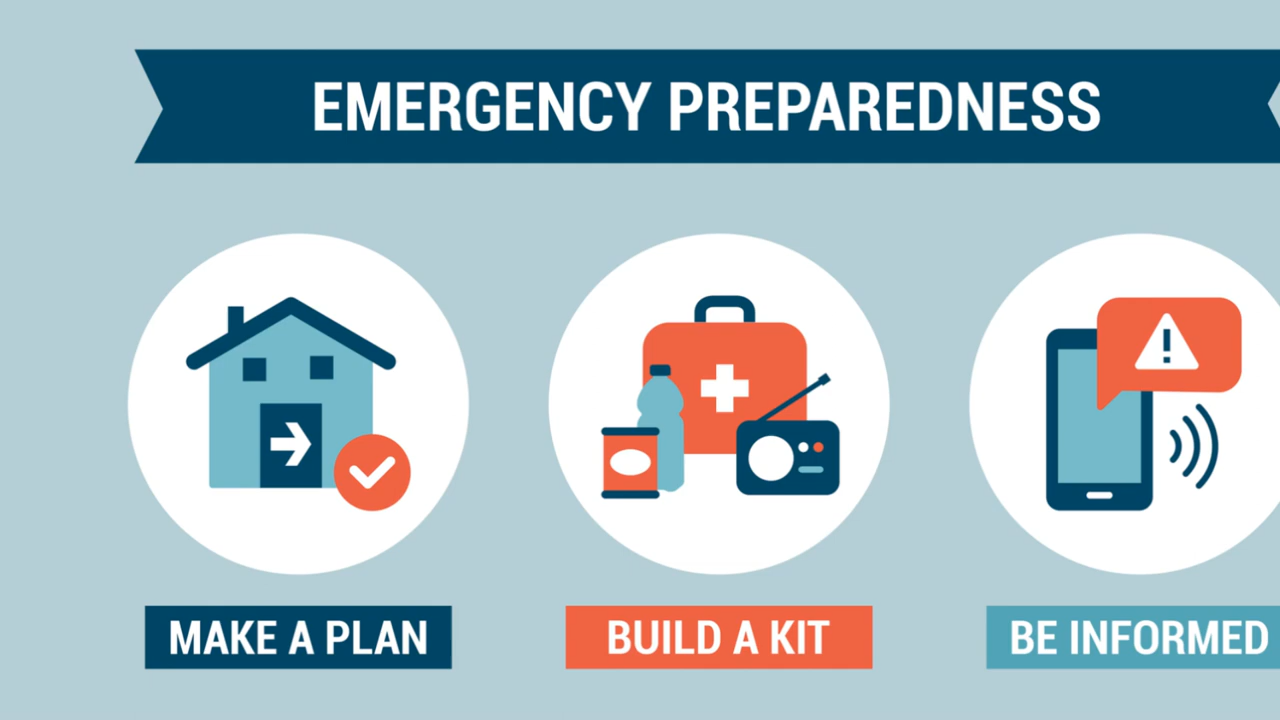 EMERGENCY PREPAREDNESS
MAKE A PLAN
BUILD A KIT
BE INFORMED